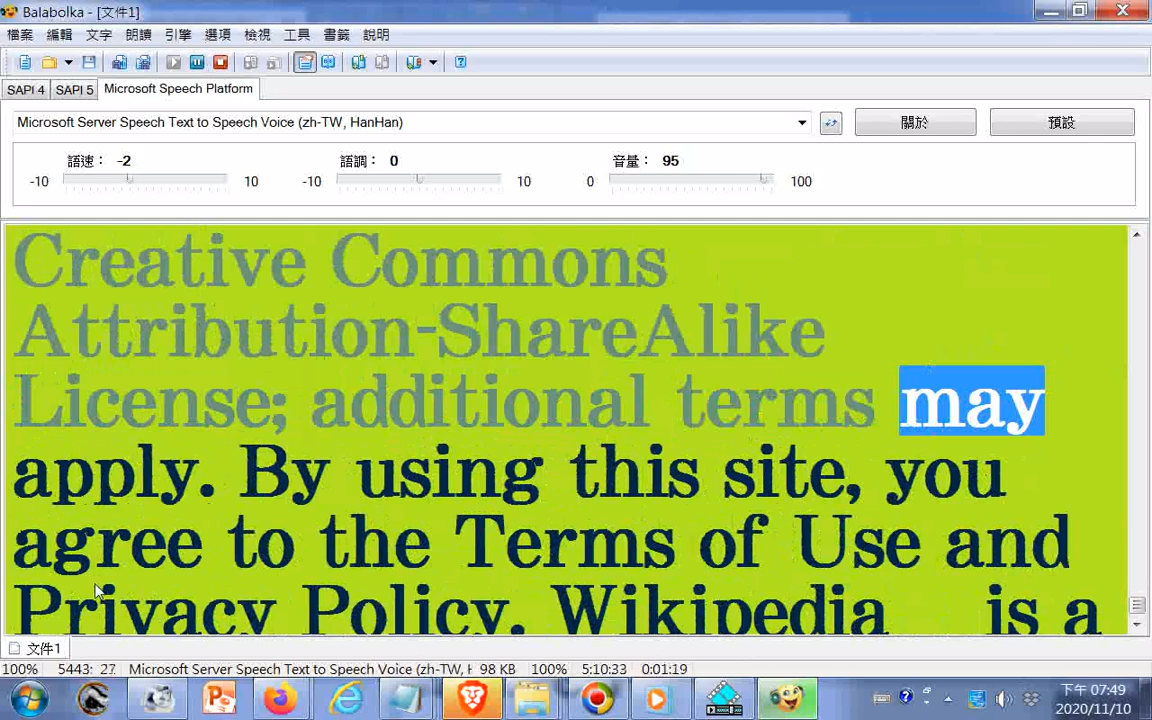 Balabolka - [文件1]
檔案 編輯 文字 朗讀 引擎 選項 檢視 工具 書籤 說明
SAPI 4 SAPI 5 Microsoft Speech Platform
Microsoft Server Speech Text to Speech Voice (zh-TW, HanHan) 關於 預設
語速： -2 語調： 0 音量： 95
-10 10 -10 10 0 100
Creative Commons
Attribution-ShareAlike
License; additional terms may
apply. By using this site, you
agree to the Terms of Use and
Privacy Policy. Wikipedia is a
文件1
100% 5443: 27 Microsoft Server Speech Text to Speech Voice (zh-TW, 98 KB 100% 5:10:33 0:01:19
下午 07:49
2020/11/10